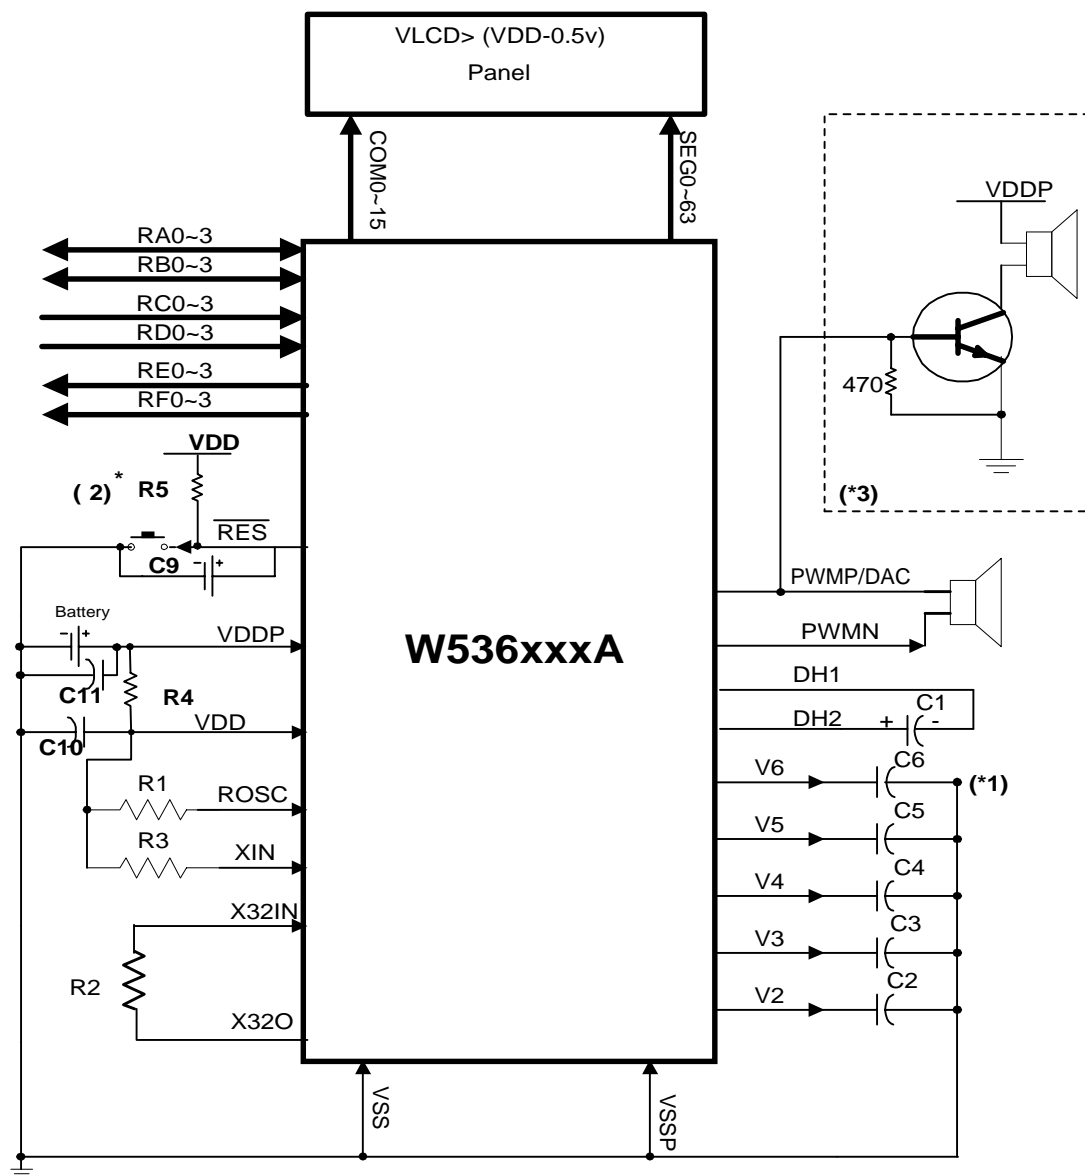 VLCD> (VDD-0.5v)
Panel
COM0~15
SEG0~63
VDDP
RA0~3
RB0~3
RC0~3
RD0~3
RE0~3
RF0~3
470
(*3)
VDD
( 2)* R5
RES
C9
PWMP/DAC
Battery
- +
VDDP
PWMN
W536xxxA
C11
R4
DH1
C1
VDD
DH2
+ -
C10
C6
V6
(*1)
R1
ROSC
C5
V5
R3
XIN
C4
V4
X32IN
C3
V3
R2
C2
V2
X32O
VSS
VSSP